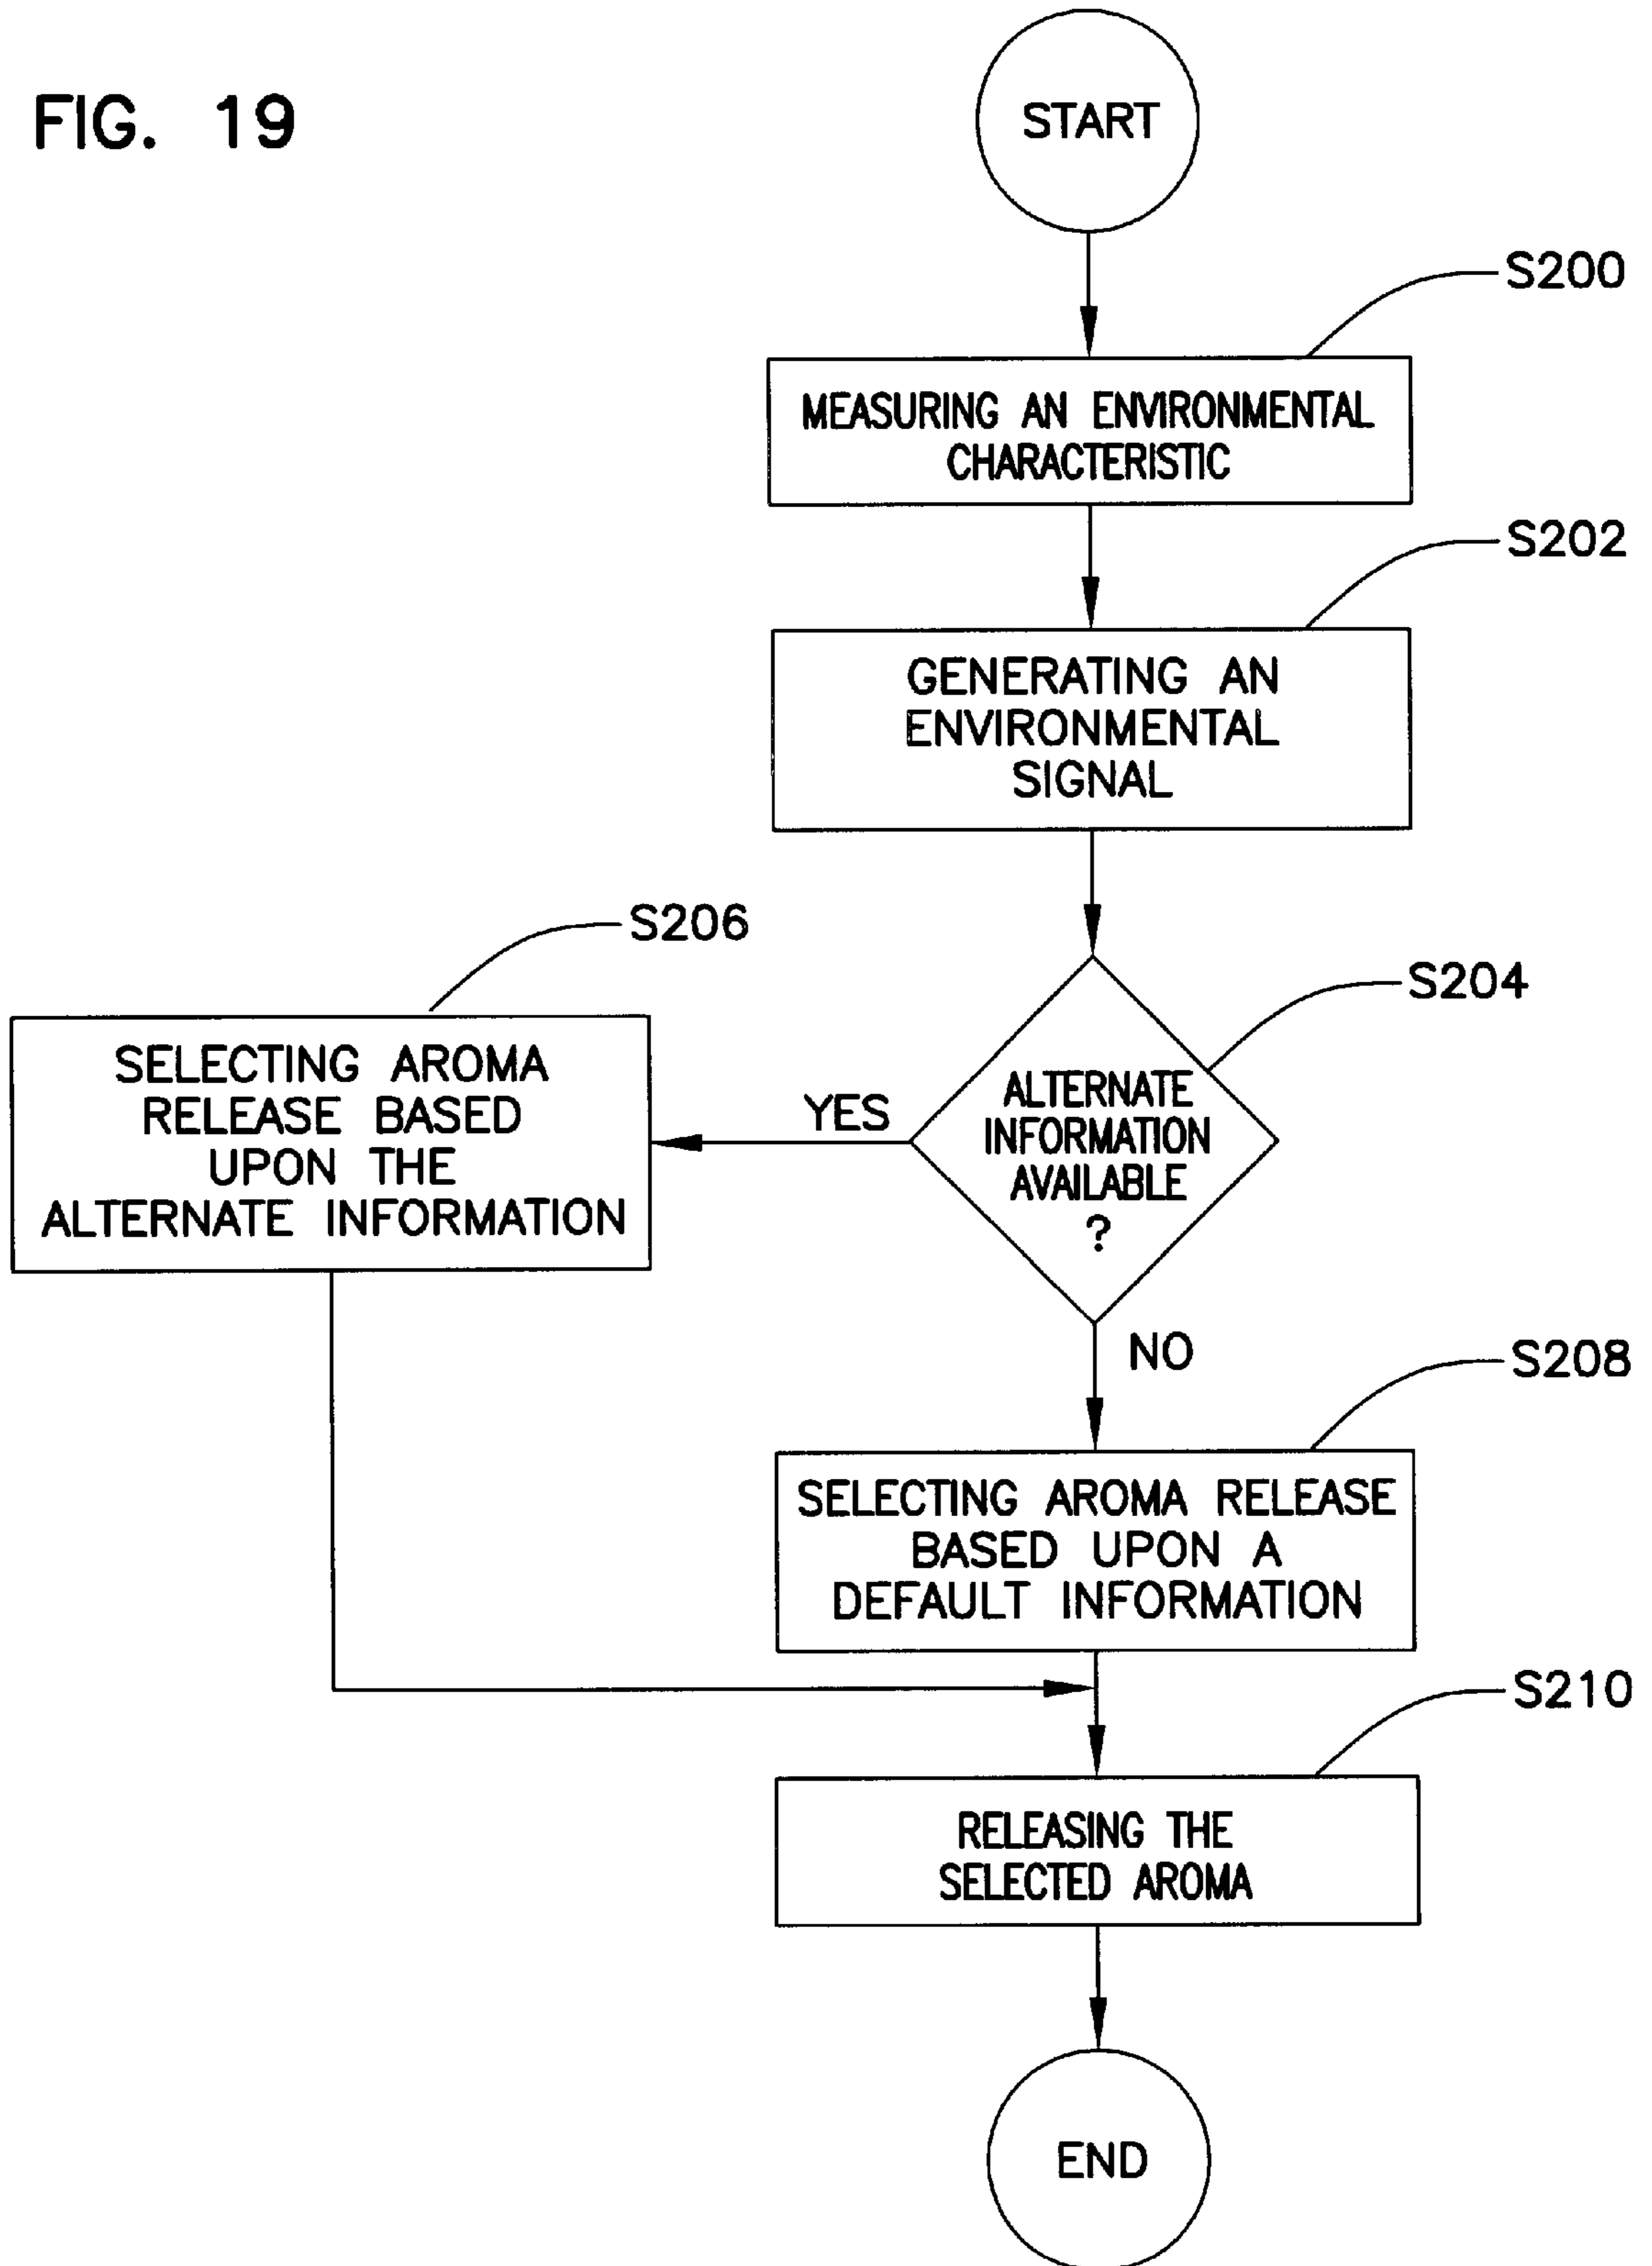 FIG. 19
START
S200
MEASURING AN ENVIRONMENTAL
CHARACTERISTIC
S202
GENERATING AN
ENVIRONMENTAL
SIGNAL
S204
ALTERNATE
INFORMATION
AVAILABLE
?
YES
S206
SELECTING AROMA
RELEASE BASED
UPON THE
ALTERNATE INFORMATION
NO
S208
SELECTING AROMA RELEASE
BASED UPON A
DEFAULT INFORMATION
S210
RELEASING THE
SELECTED AROMA
END